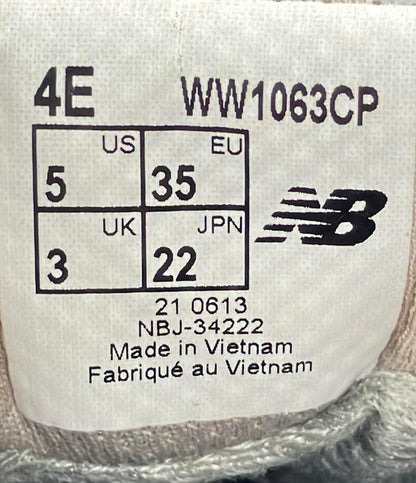 4E WW1063CP
US EU
5 35
UK JPN
3 22
NB
21 0613
NBJ-34222
Made in Vietnam
Fabriqué au Vietnam